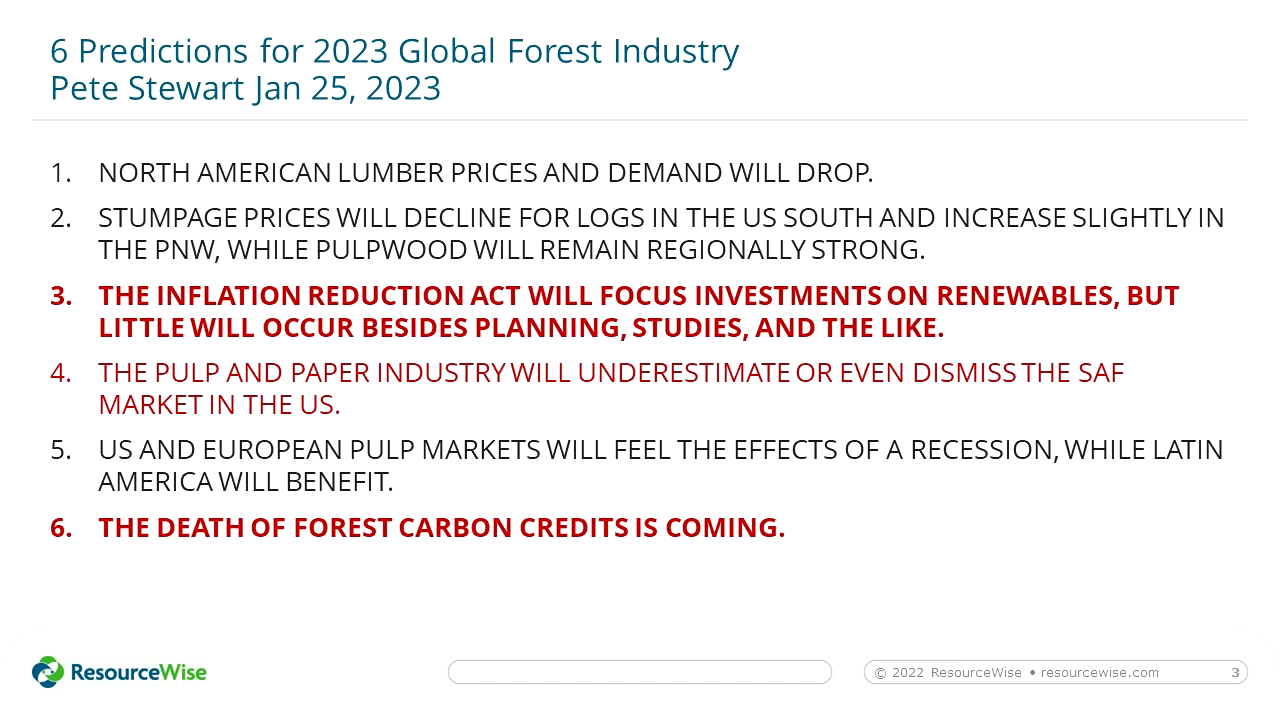 6 Predictions for 2023 Global Forest Industry
Pete Stewart Jan 25, 2023
1. NORTH AMERICAN LUMBER PRICES AND DEMAND WILL DROP.
2. STUMPAGE PRICES WILL DECLINE FOR LOGS IN THE US SOUTH AND INCREASE SLIGHTLY IN
THE PNW, WHILE PULPWOOD WILL REMAIN REGIONALLY STRONG.
3. THE INFLATION REDUCTION ACT WILL FOCUS INVESTMENTS ON RENEWABLES, BUT
LITTLE WILL OCCUR BESIDES PLANNING, STUDIES, AND THE LIKE.
4. THE PULP AND PAPER INDUSTRY WILL UNDERESTIMATE OR EVEN DISMISS THE SAF
MARKET IN THE US.
5. US AND EUROPEAN PULP MARKETS WILL FEEL THE EFFECTS OF A RECESSION, WHILE LATIN
AMERICA WILL BENEFIT.
6. THE DEATH OF FOREST CARBON CREDITS IS COMING.
ResourceWise
© 2022 ResourceWise • resourcewise.com 3